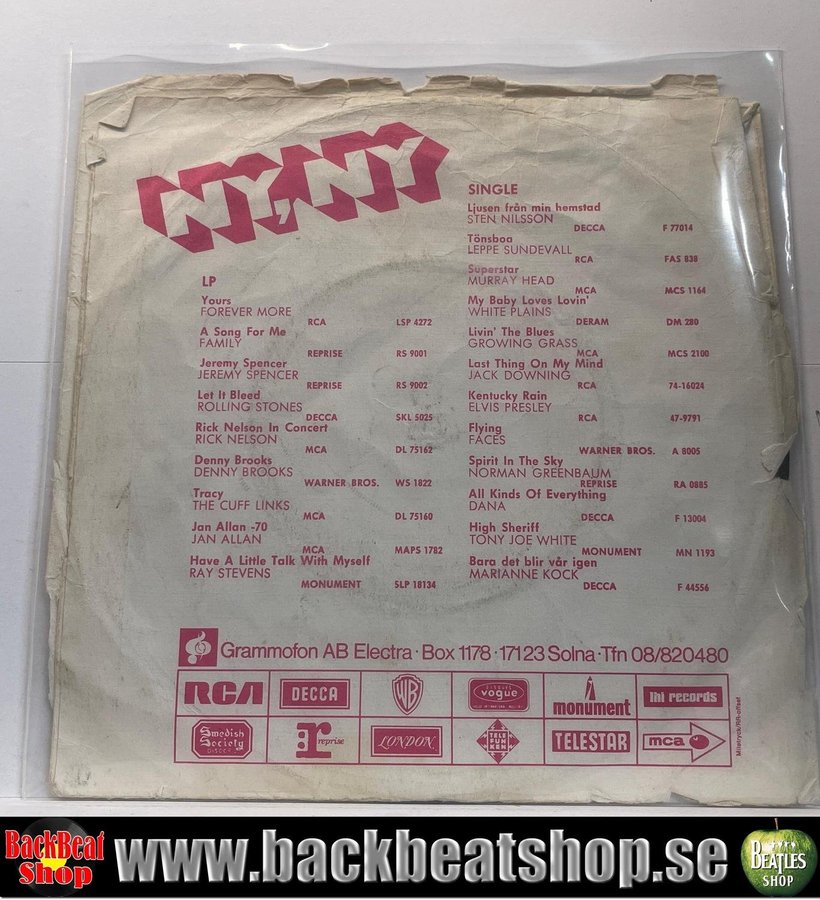 NY, NY
LP
Yours
FOREVER MORE
RCA LSP 4272
A Song For Me
FAMILY
REPRISE RS 9001
Jeremy Spencer
JEREMY SPENCER
REPRISE RS 9002
Let It Bleed
ROLLING STONES
DECCA SKL 5025
Rick Nelson In Concert
RICK NELSON
MCA DL 75162
Denny Brooks
DENNY BROOKS
WARNER BROS. WS 1822
Tracy
THE CUFF LINKS
MCA DL 75160
Jan Allan -70
JAN ALLAN
MCA MAPS 1782
Have A Little Talk With Myself
RAY STEVENS
MONUMENT SLP 18134
SINGLE
Ljusen från min hemstad
STEN NILSSON
DECCA F 77014
Tönsboa
LEPPE SUNDEVALL
RCA FAS 838
Superstar
MURRAY HEAD
MCA MCS 1164
My Baby Loves Lovin'
WHITE PLAINS
DERAM DM 280
Livin' The Blues
GROWING GRASS
MCA MCS 2100
Last Thing On My Mind
JACK DOWNING
RCA 74-16024
Kentucky Rain
ELVIS PRESLEY
RCA 47-9791
Flying
FACES
WARNER BROS. A 8005
Spirit In The Sky
NORMAN GREENBAUM
REPRISE RA 0885
All Kinds Of Everything
DANA
DECCA F 13004
High Sheriff
TONY JOE WHITE
MONUMENT MN 1193
Bara det blir vår igen
MARIANNE KOCK
DECCA F 44556
Grammofon AB Electra · Box 1178 · 171 23 Solna · Tfn 08/820480
RCA DECCA WB vogue monument thi records
Swedish Society reprise LONDON TELEFUNKEN TELESTAR mca
BackBeat Shop
www.backbeatshop.se
BEATLES SHOP